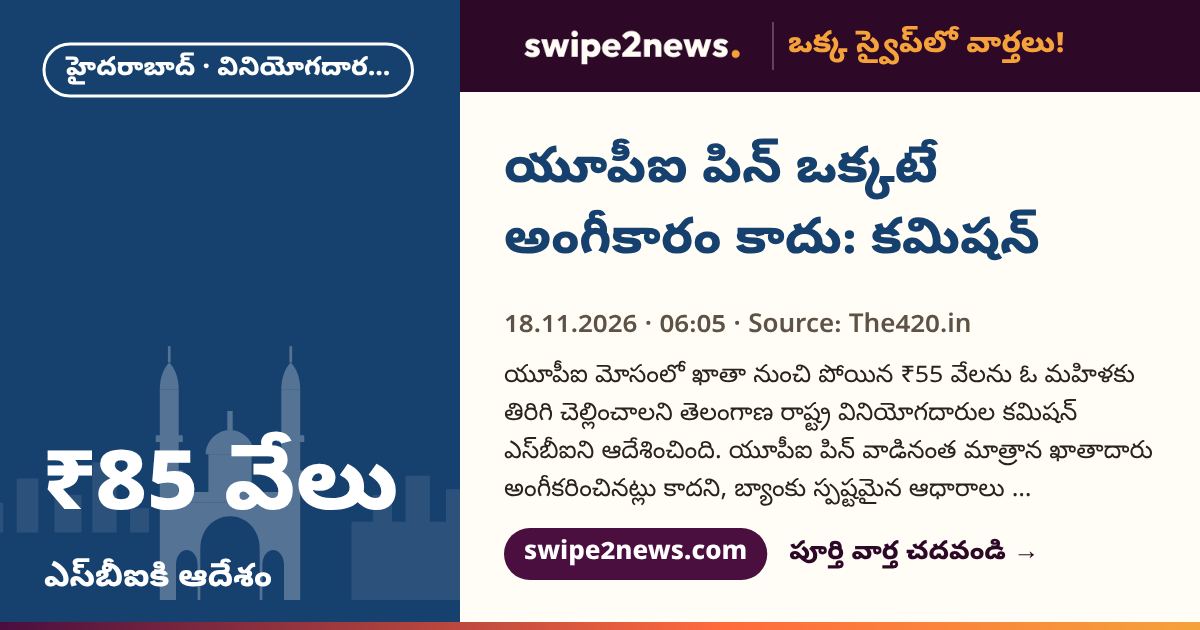 హైదరాబాద్ · వినియోగదార...
₹85 వేలు
ఎస్‌బీఐకి ఆదేశం
swipe2news.
ఒక్క స్వైప్‌లో వార్తలు!
యూపీఐ పిన్ ఒక్కటే
అంగీకారం కాదు: కమిషన్
18.11.2026 · 06:05 · Source: The420.in
యూపీఐ మోసంలో ఖాతా నుంచి పోయిన ₹55 వేలను ఓ మహిళకు
తిరిగి చెల్లించాలని తెలంగాణ రాష్ట్ర వినియోగదారుల కమిషన్
ఎస్‌బీఐని ఆదేశించింది. యూపీఐ పిన్ వాడినంత మాత్రాన ఖాతాదారు
అంగీకరించినట్లు కాదని, బ్యాంకు స్పష్టమైన ఆధారాలు ...
swipe2news.com
పూర్తి వార్త చదవండి →